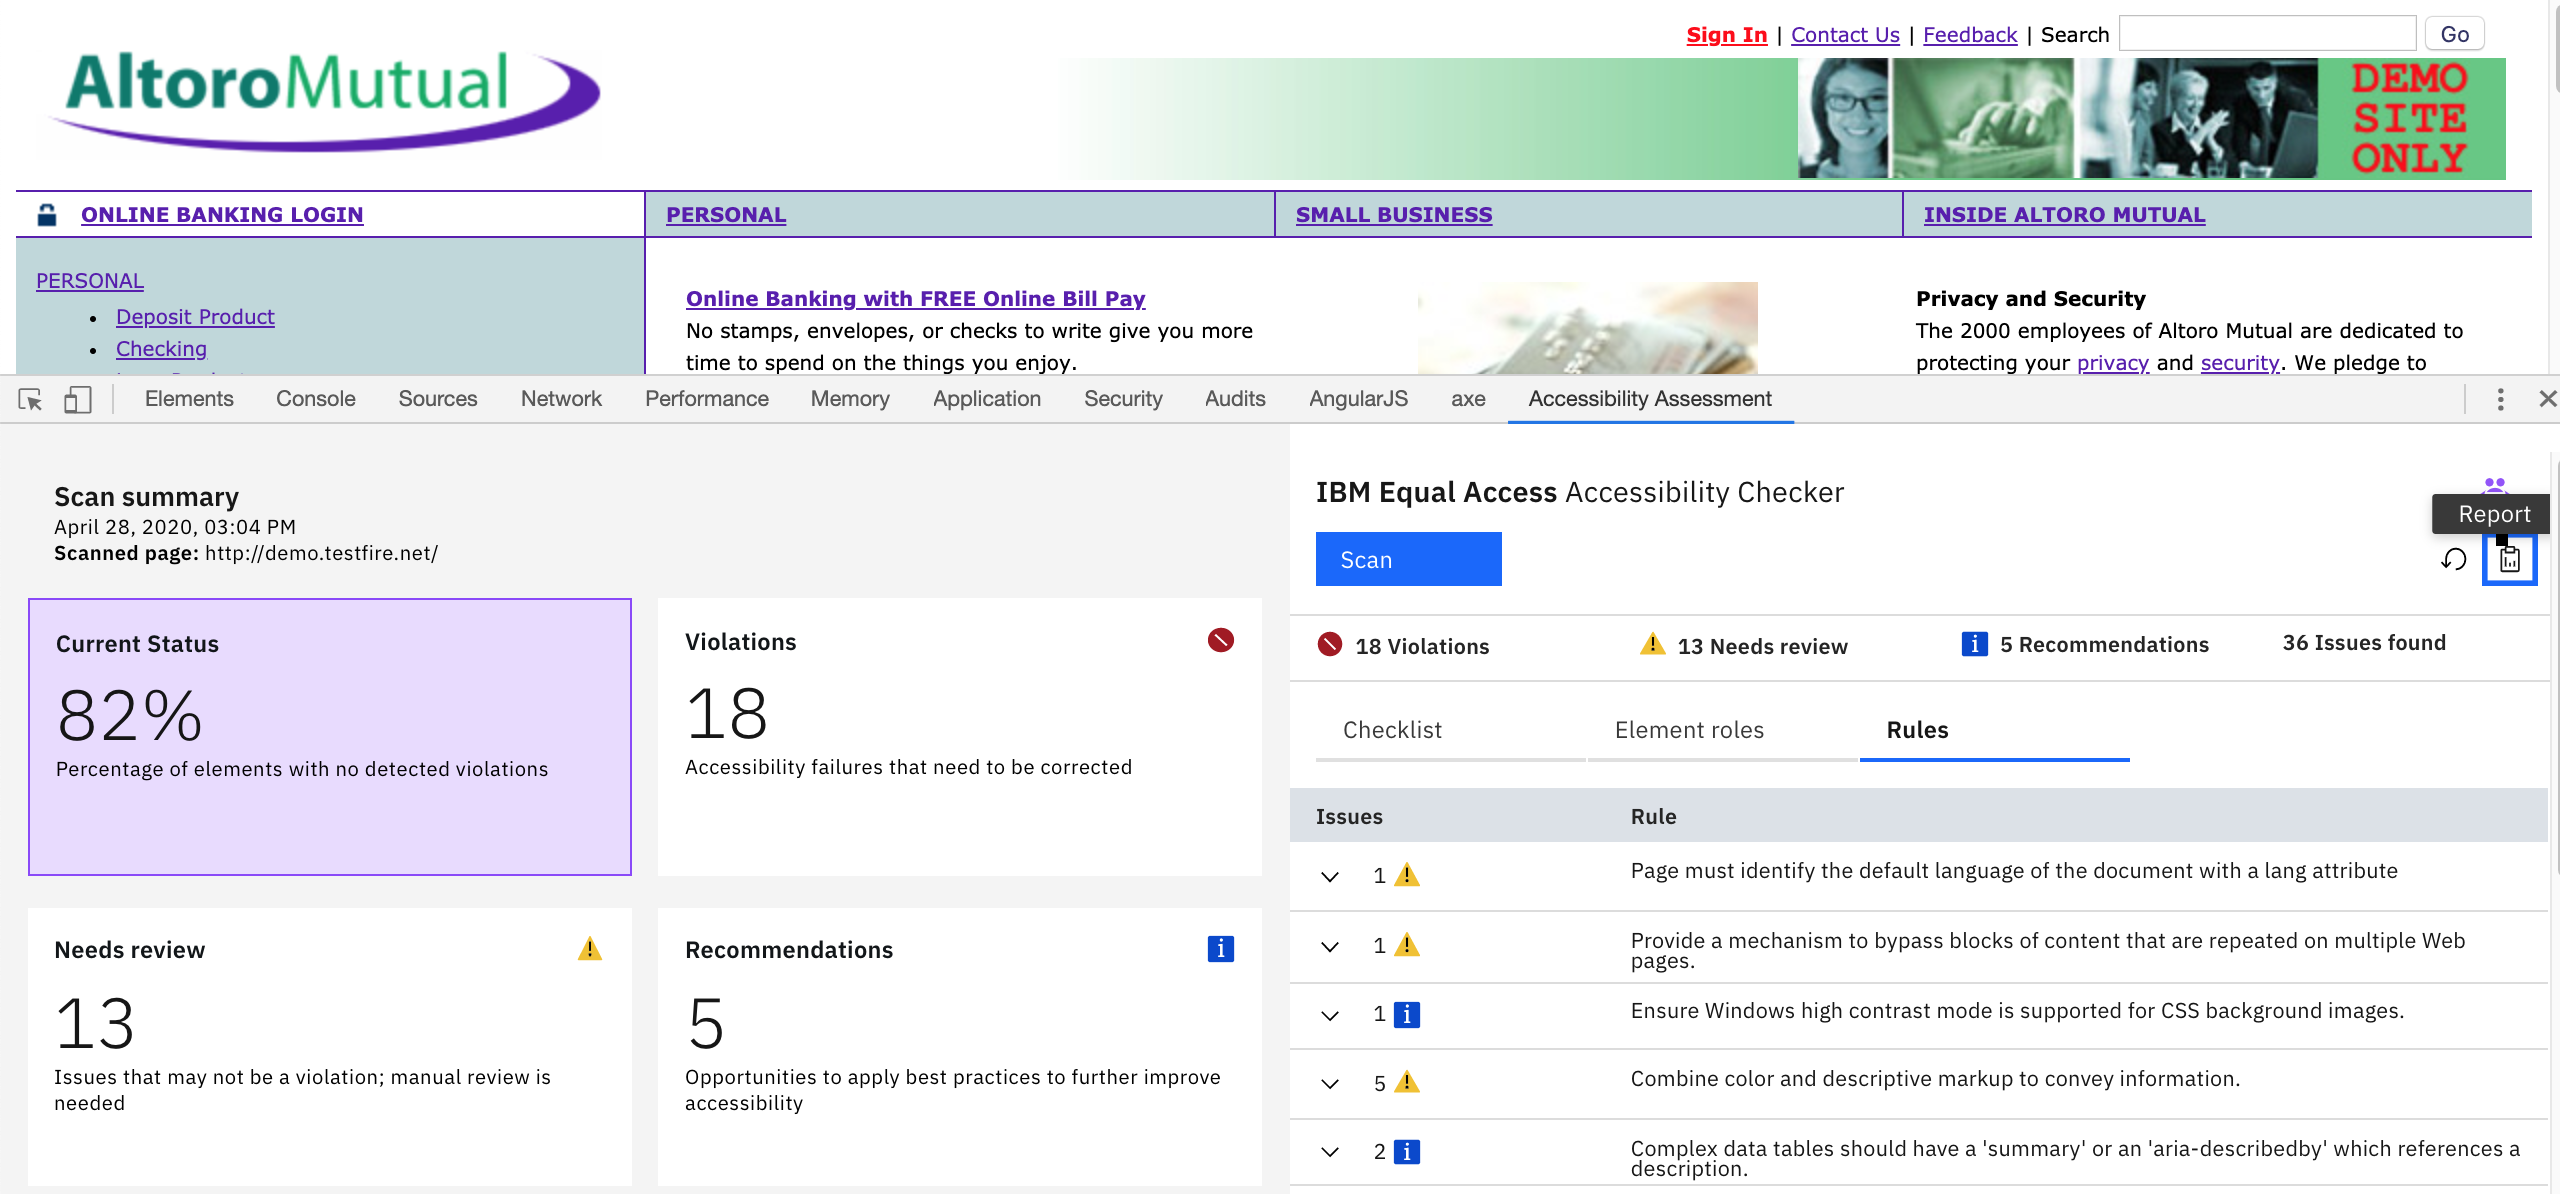 Sign In | Contact Us | Feedback | Search Go
AltoroMutual
DEMO
SITE
ONLY
ONLINE BANKING LOGIN
PERSONAL
SMALL BUSINESS
INSIDE ALTORO MUTUAL
PERSONAL
Deposit Product
Checking
Online Banking with FREE Online Bill Pay
No stamps, envelopes, or checks to write give you more
time to spend on the things you enjoy.
Privacy and Security
The 2000 employees of Altoro Mutual are dedicated to
protecting your privacy and security. We pledge to
Elements Console Sources Network Performance Memory Application Security Audits AngularJS axe Accessibility Assessment
Scan summary
April 28, 2020, 03:04 PM
Scanned page: http://demo.testfire.net/
Current Status
82%
Percentage of elements with no detected violations
Violations
18
Accessibility failures that need to be corrected
Needs review
13
Issues that may not be a violation; manual review is
needed
Recommendations
5
Opportunities to apply best practices to further improve
accessibility
IBM Equal Access Accessibility Checker
Report
Scan
18 Violations
13 Needs review
5 Recommendations
36 Issues found
Checklist
Element roles
Rules
Issues Rule
1 Page must identify the default language of the document with a lang attribute
1 Provide a mechanism to bypass blocks of content that are repeated on multiple Web
pages.
1 Ensure Windows high contrast mode is supported for CSS background images.
5 Combine color and descriptive markup to convey information.
2 Complex data tables should have a 'summary' or an 'aria-describedby' which references a
description.